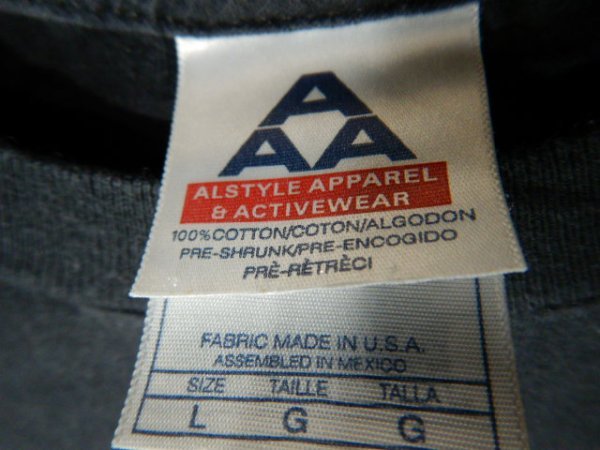 A
A A
ALSTYLE APPAREL
& ACTIVEWEAR
100% COTTON/COTON/ALGODON
PRE-SHRUNK/PRE-ENCOGIDO
PRÈ-RÈTRÈCI
FABRIC MADE IN U.S.A.
ASSEMBLED IN MEXICO
SIZE TAILLE TALLA
L G G